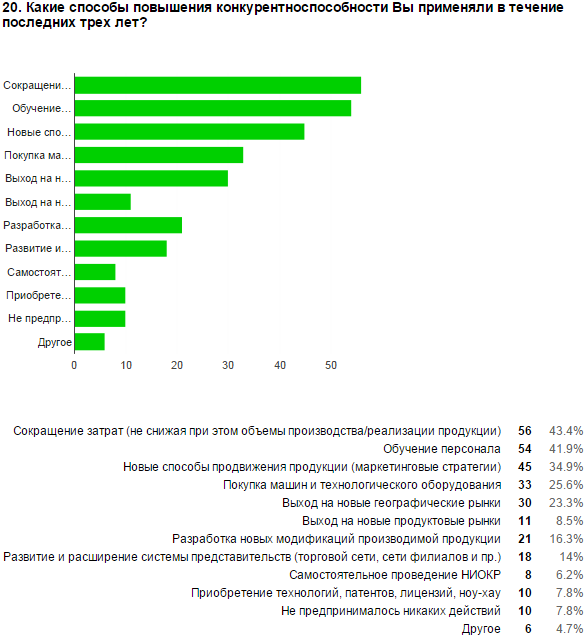 20. Какие способы повышения конкурентноспособности Вы применяли в течение
последних трех лет?
Сокращени...
Обучение...
Новые спо...
Покупка ма...
Выход на н...
Выход на н...
Разработка...
Развитие и...
Самостоят...
Приобрете...
Не предпр...
Другое
0 10 20 30 40 50
Сокращение затрат (не снижая при этом объемы производства/реализации продукции) 56 43.4%
Обучение персонала 54 41.9%
Новые способы продвижения продукции (маркетинговые стратегии) 45 34.9%
Покупка машин и технологического оборудования 33 25.6%
Выход на новые географические рынки 30 23.3%
Выход на новые продуктовые рынки 11 8.5%
Разработка новых модификаций производимой продукции 21 16.3%
Развитие и расширение системы представительств (торговой сети, сети филиалов и пр.) 18 14%
Самостоятельное проведение НИОКР 8 6.2%
Приобретение технологий, патентов, лицензий, ноу-хау 10 7.8%
Не предпринималось никаких действий 10 7.8%
Другое 6 4.7%